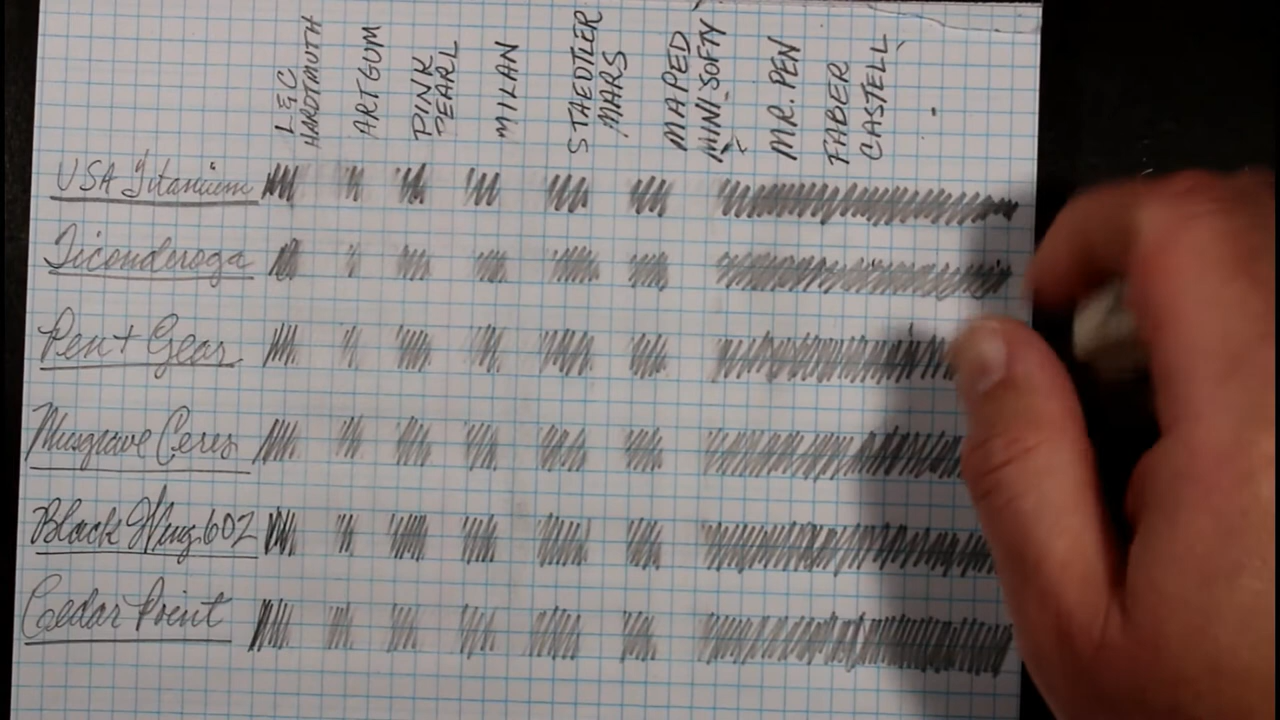 L&C
HARDTMUTH
ARTGUM
PINK
PEARL
MILAN
STAEDTLER
MARS
MAPED
MINI SOFTY
MR. PEN
FABER
CASTELL
USA Titanium
Ticonderoga
Pen + Gear
Musgrave Ceres
Black Wing 602
Cedar Point